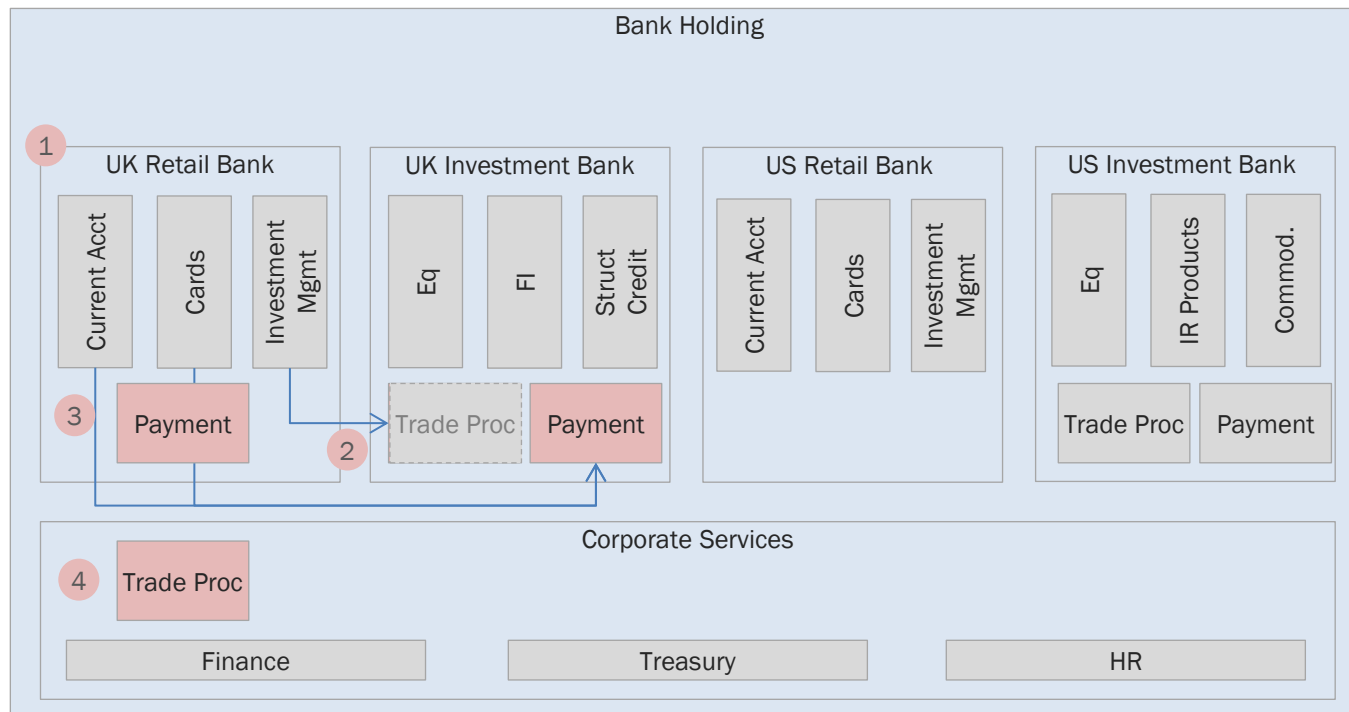 Bank Holding
1
UK Retail Bank
Current Acct
Cards
Investment
Mgmt
3
Payment
2
UK Investment Bank
Eq
FI
Struct
Credit
Trade Proc
Payment
US Retail Bank
Current Acct
Cards
Investment
Mgmt
US Investment Bank
Eq
IR Products
Commod.
Trade Proc
Payment
Corporate Services
4
Trade Proc
Finance
Treasury
HR